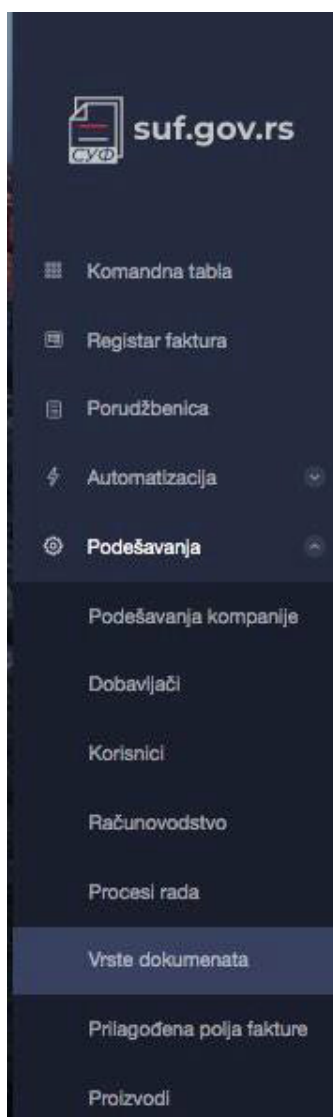 СУФ
suf.gov.rs
Komandna tabla
Registar faktura
Porudžbenica
Automatizacija
Podešavanja
Podešavanja kompanije
Dobavljači
Korisnici
Računovodstvo
Procesi rada
Vrste dokumenata
Prilagođena polja fakture
Proizvodi